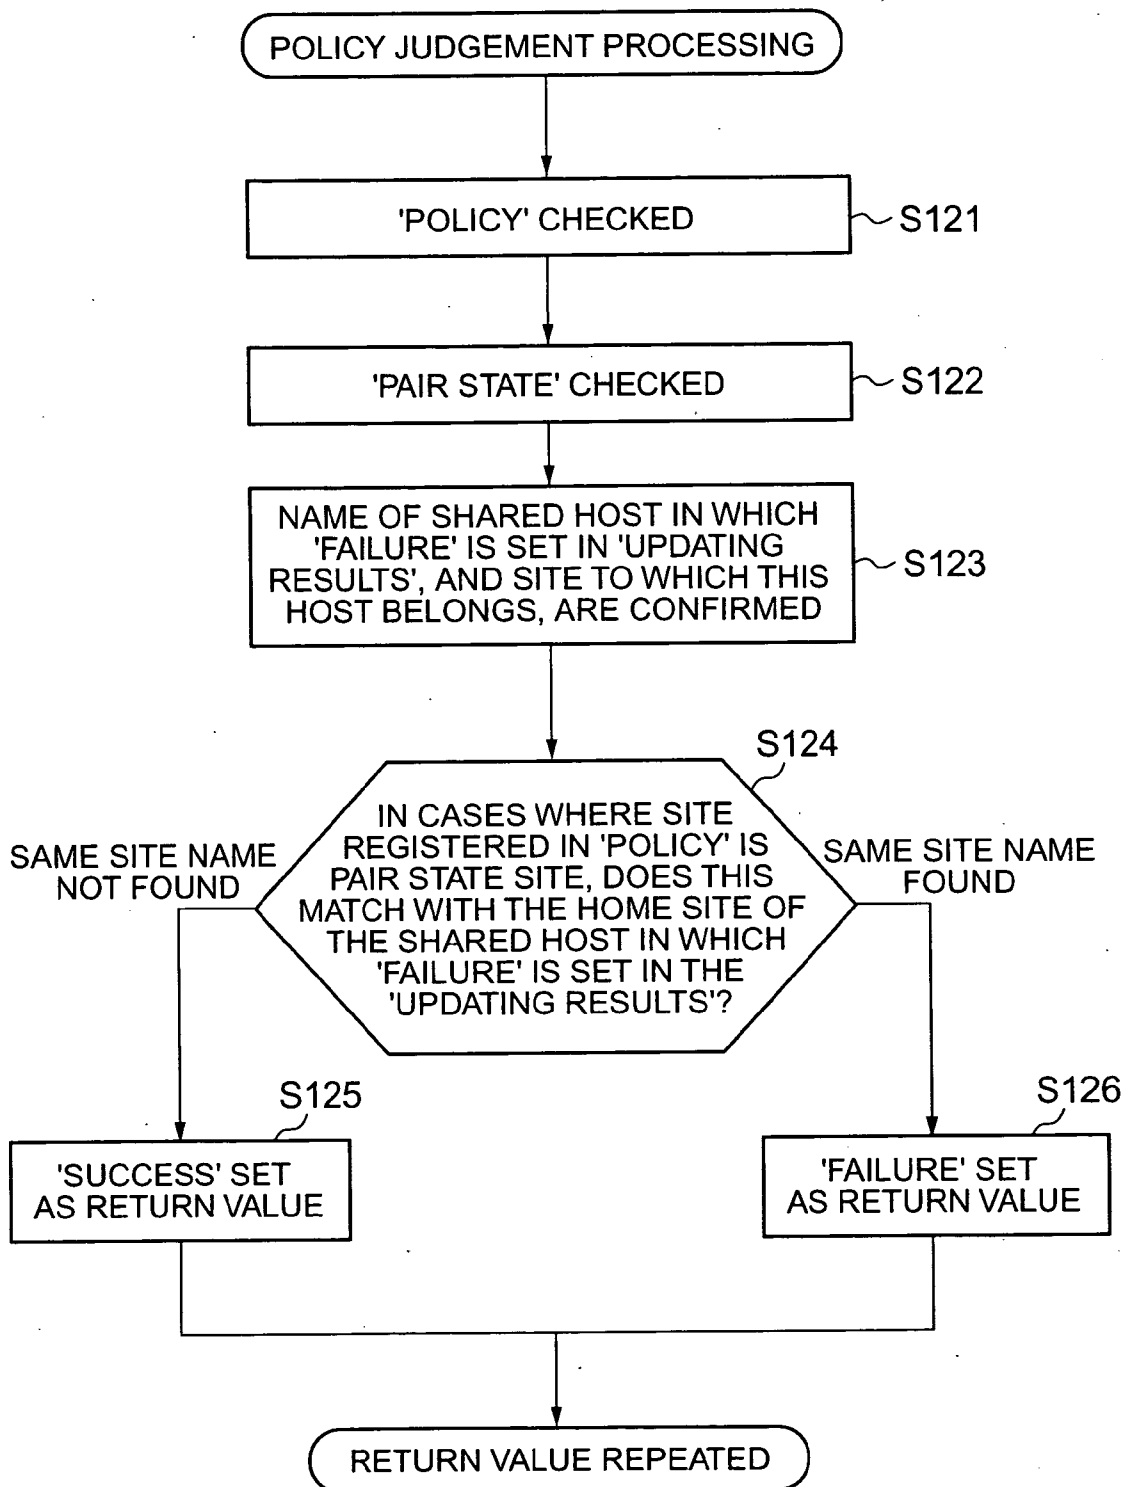 POLICY JUDGEMENT PROCESSING
'POLICY' CHECKED
S121
'PAIR STATE' CHECKED
S122
NAME OF SHARED HOST IN WHICH
'FAILURE' IS SET IN 'UPDATING
RESULTS', AND SITE TO WHICH THIS
HOST BELONGS, ARE CONFIRMED
S123
S124
IN CASES WHERE SITE
REGISTERED IN 'POLICY' IS
PAIR STATE SITE, DOES THIS
MATCH WITH THE HOME SITE OF
THE SHARED HOST IN WHICH
'FAILURE' IS SET IN THE
'UPDATING RESULTS'?
SAME SITE NAME
NOT FOUND
SAME SITE NAME
FOUND
S125
'SUCCESS' SET
AS RETURN VALUE
S126
'FAILURE' SET
AS RETURN VALUE
RETURN VALUE REPEATED